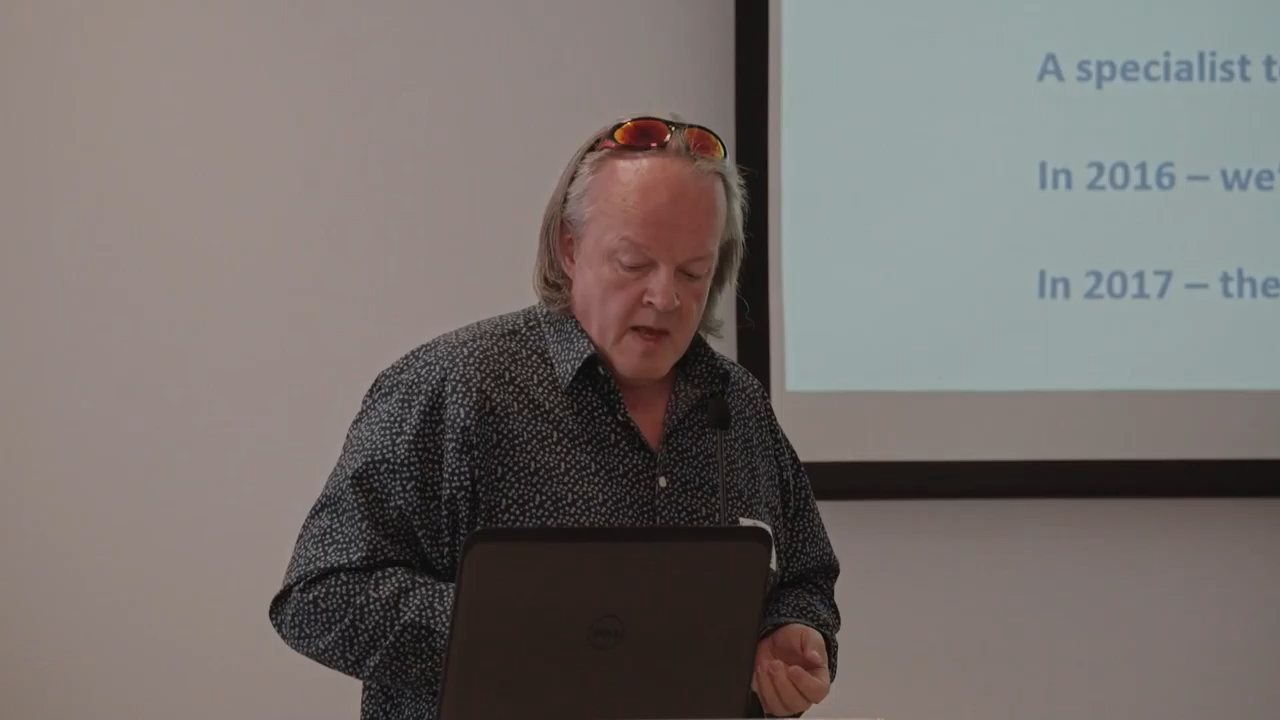 A specialist t
In 2016 – we'
In 2017 – the
DELL